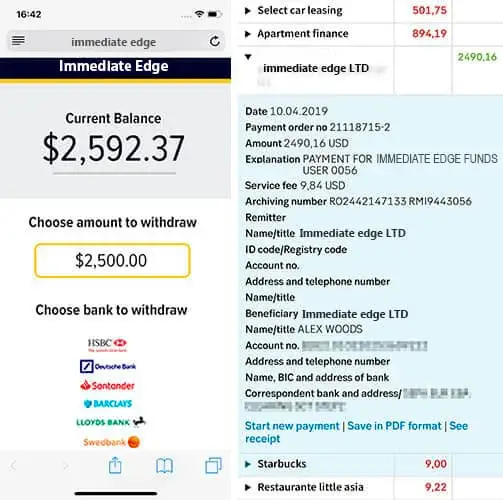 16:42
immediate edge
ImmedIate Edge
Current Balance
$2,592.37
Choose amount to withdraw
$2,500.00
Choose bank to withdraw
HSBC
Deutsche Bank
Santander
BARCLAYS
LLOYDS BANK
Swedbank
Select car leasing 501,75
Apartment finance 894,19
immediate edge LTD 2490,16
Date 10.04.2019
Payment order no 21118715-2
Amount 2490,16 USD
Explanation PAYMENT FOR IMMEDIATE EDGE FUNDS
USER 0056
Service fee 9,84 USD
Archiving number RO2442147133 RMI9443056
Remitter
Name/title Immediate edge LTD
ID code/Registry code
Account no.
Address and telephone number
Name/title
Beneficiary Immediate edge LTD
Name/title ALEX WOODS
Account no.
Address and telephone number
Name, BIC and address of bank
Correspondent bank and address/
Start new payment | Save in PDF format | See
receipt
Starbucks 9,00
Restaurante little asia 9,22